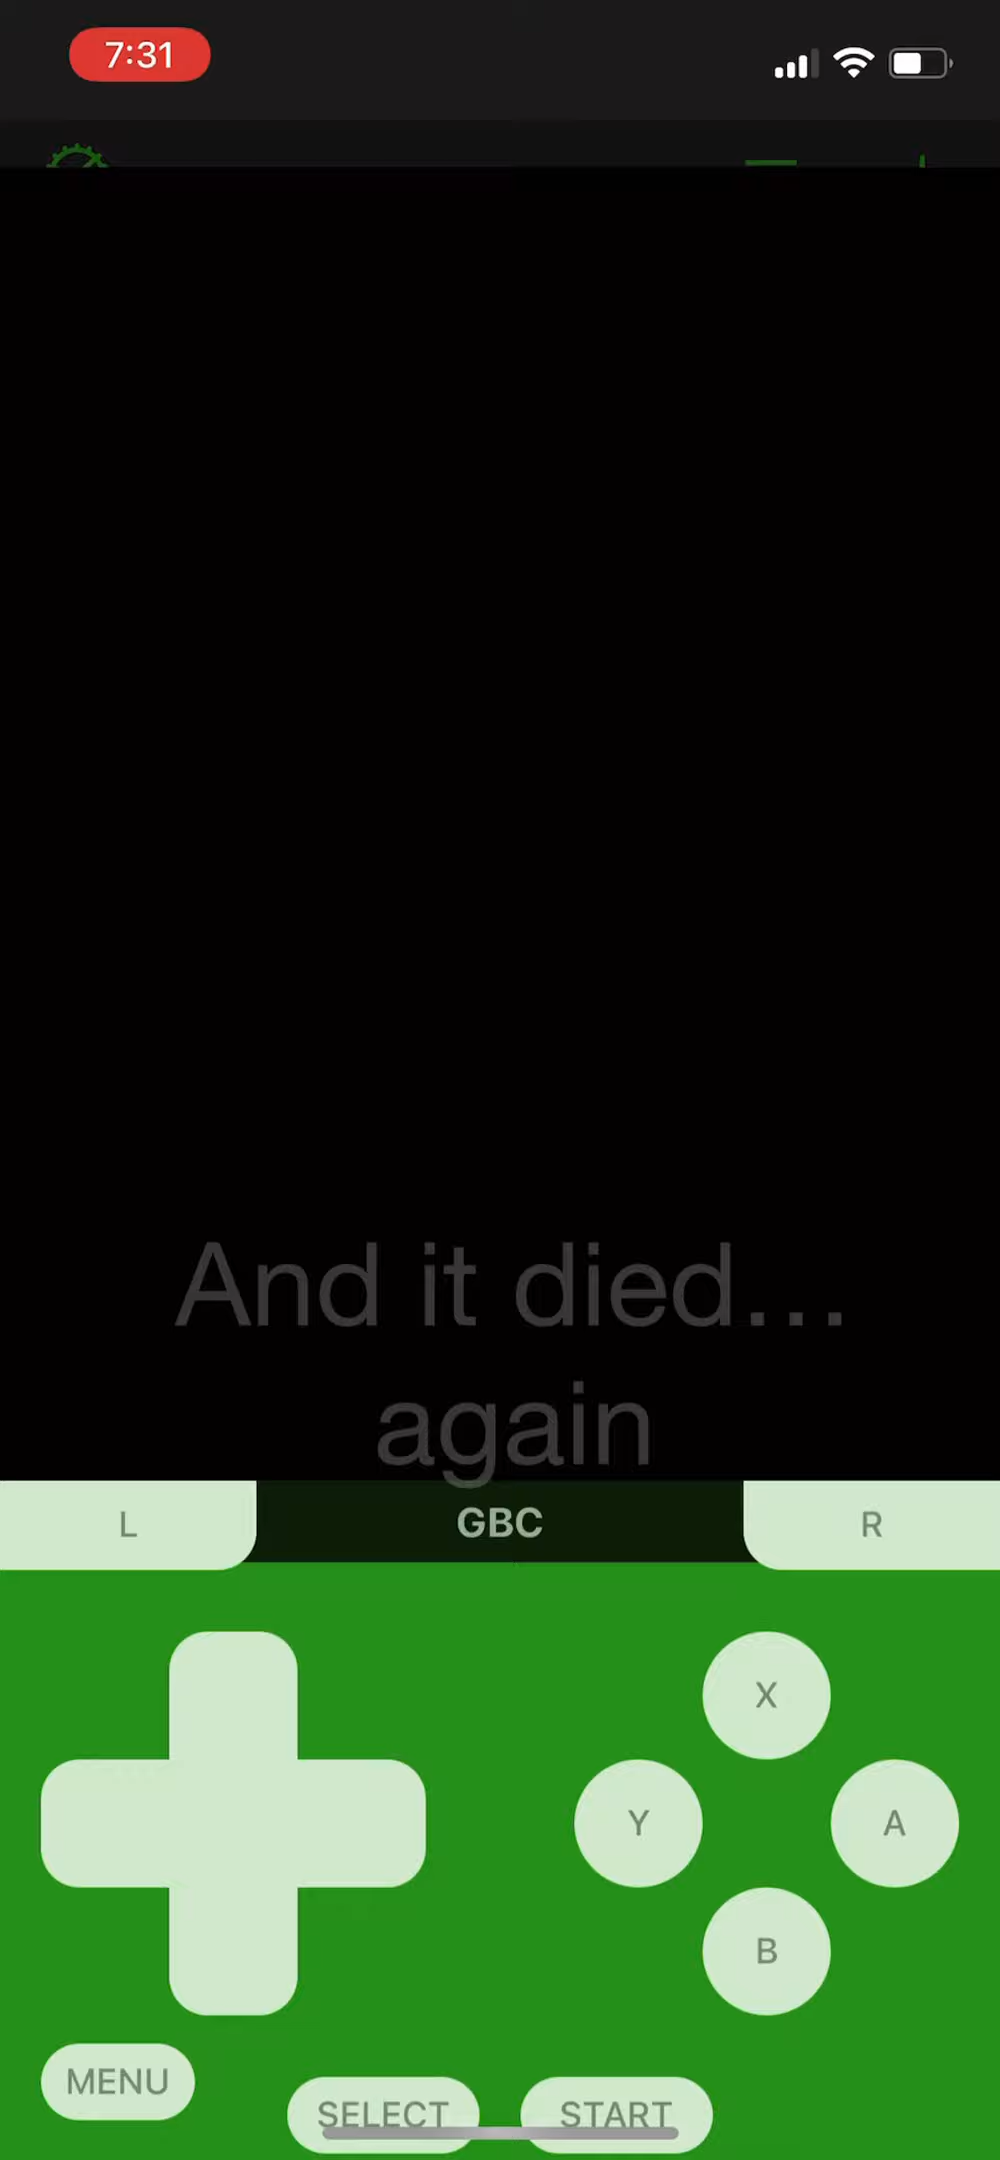 7:31
And it died...
again
L GBC R
X
Y A
B
MENU
SELECT START